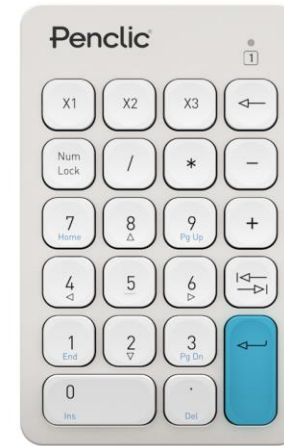 Penclic
1
X1 X2 X3
Num Lock / * −
7 Home 8 9 Pg Up +
4 5 6
1 End 2 3 Pg Dn
0 Ins . Del